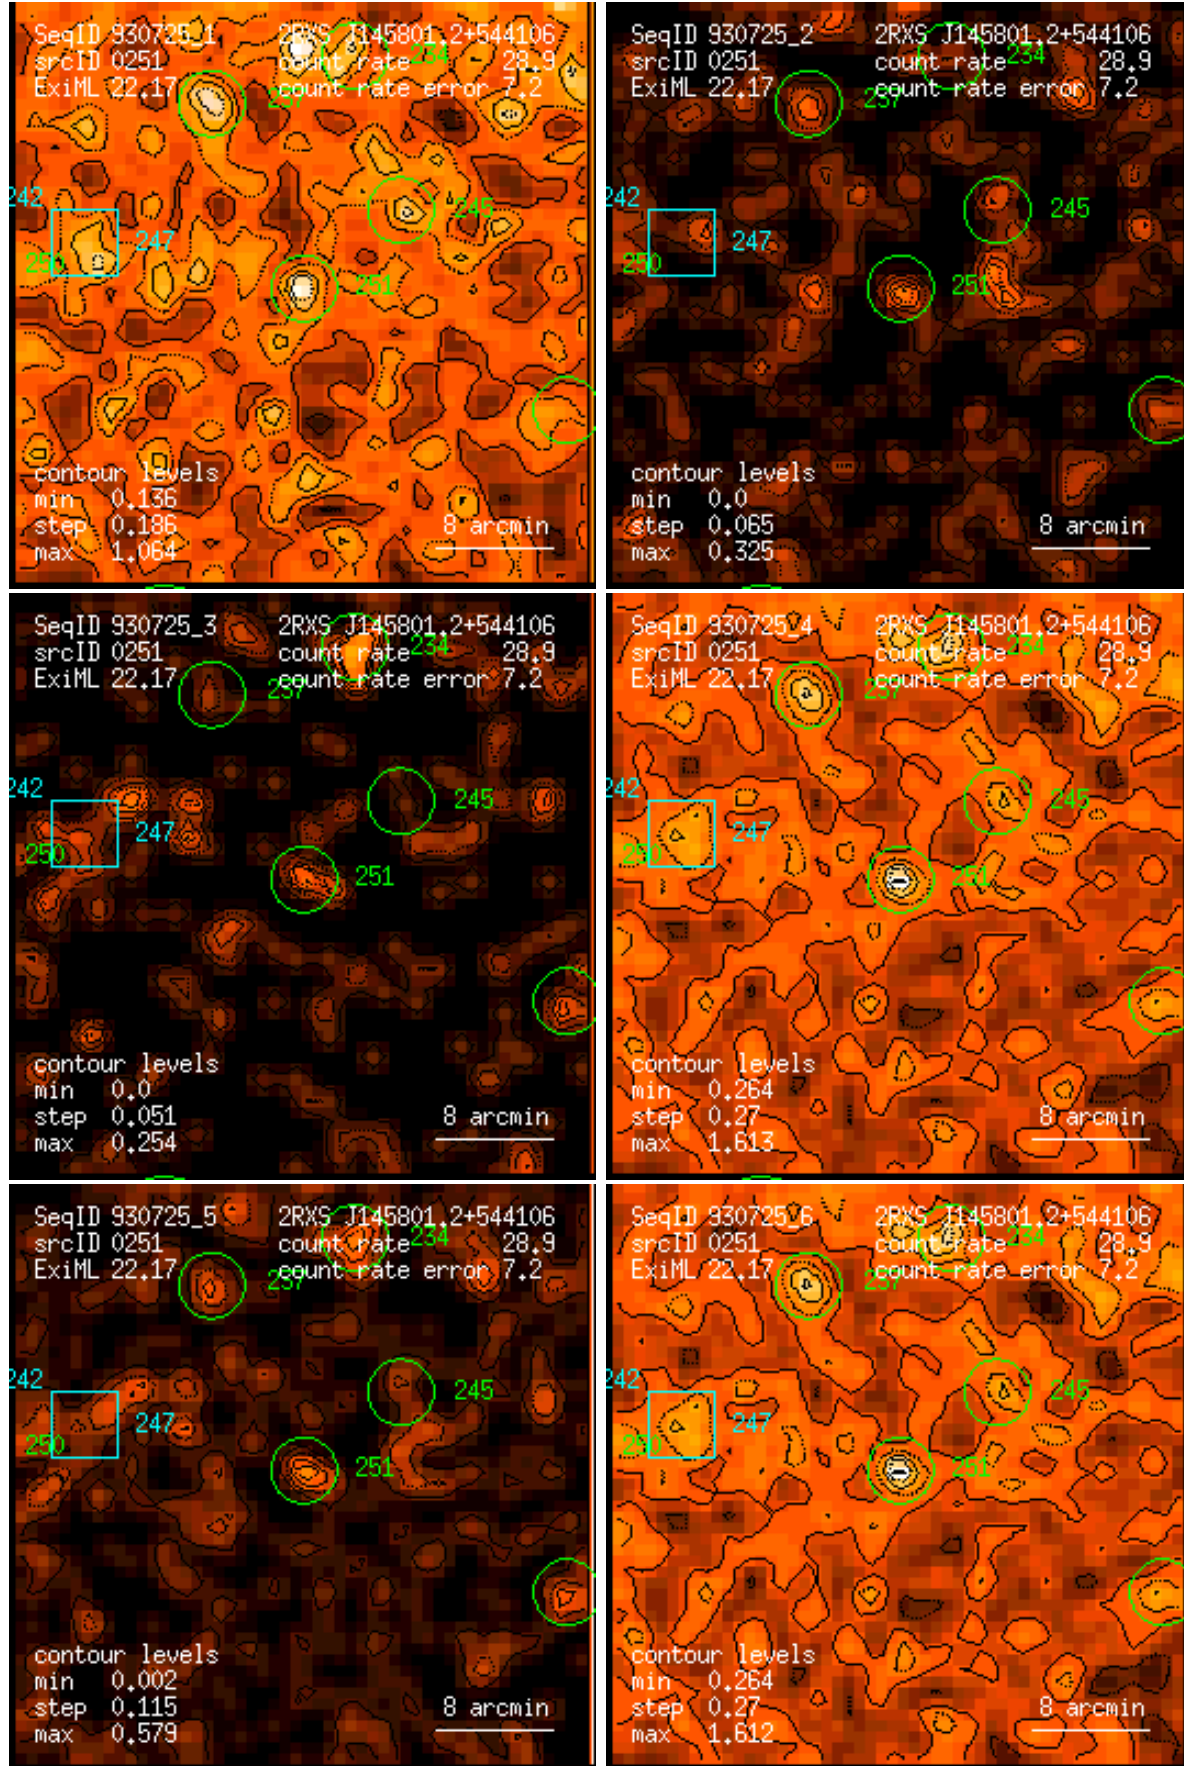 SeqID 930725_1 2RXS J145801.2+544106
srcID 0251 count rate 28.9
ExiML 22.17 count rate error 7.2
234
237
242
245
247
250
251
contour levels
min 0.136
step 0.186
max 1.064
8 arcmin
SeqID 930725_2 2RXS J145801.2+544106
srcID 0251 count rate 28.9
ExiML 22.17 count rate error 7.2
234
237
242
245
247
250
251
contour levels
min 0.0
step 0.065
max 0.325
8 arcmin
SeqID 930725_3 2RXS J145801.2+544106
srcID 0251 count rate 28.9
ExiML 22.17 count rate error 7.2
234
237
242
245
247
250
251
contour levels
min 0.0
step 0.051
max 0.254
8 arcmin
SeqID 930725_4 2RXS J145801.2+544106
srcID 0251 count rate 28.9
ExiML 22.17 count rate error 7.2
234
237
242
245
247
250
251
contour levels
min 0.264
step 0.27
max 1.613
8 arcmin
SeqID 930725_5 2RXS J145801.2+544106
srcID 0251 count rate 28.9
ExiML 22.17 count rate error 7.2
234
237
242
245
247
250
251
contour levels
min 0.002
step 0.115
max 0.579
8 arcmin
SeqID 930725_6 2RXS J145801.2+544106
srcID 0251 count rate 28.9
ExiML 22.17 count rate error 7.2
234
237
242
245
247
250
251
contour levels
min 0.264
step 0.27
max 1.612
8 arcmin